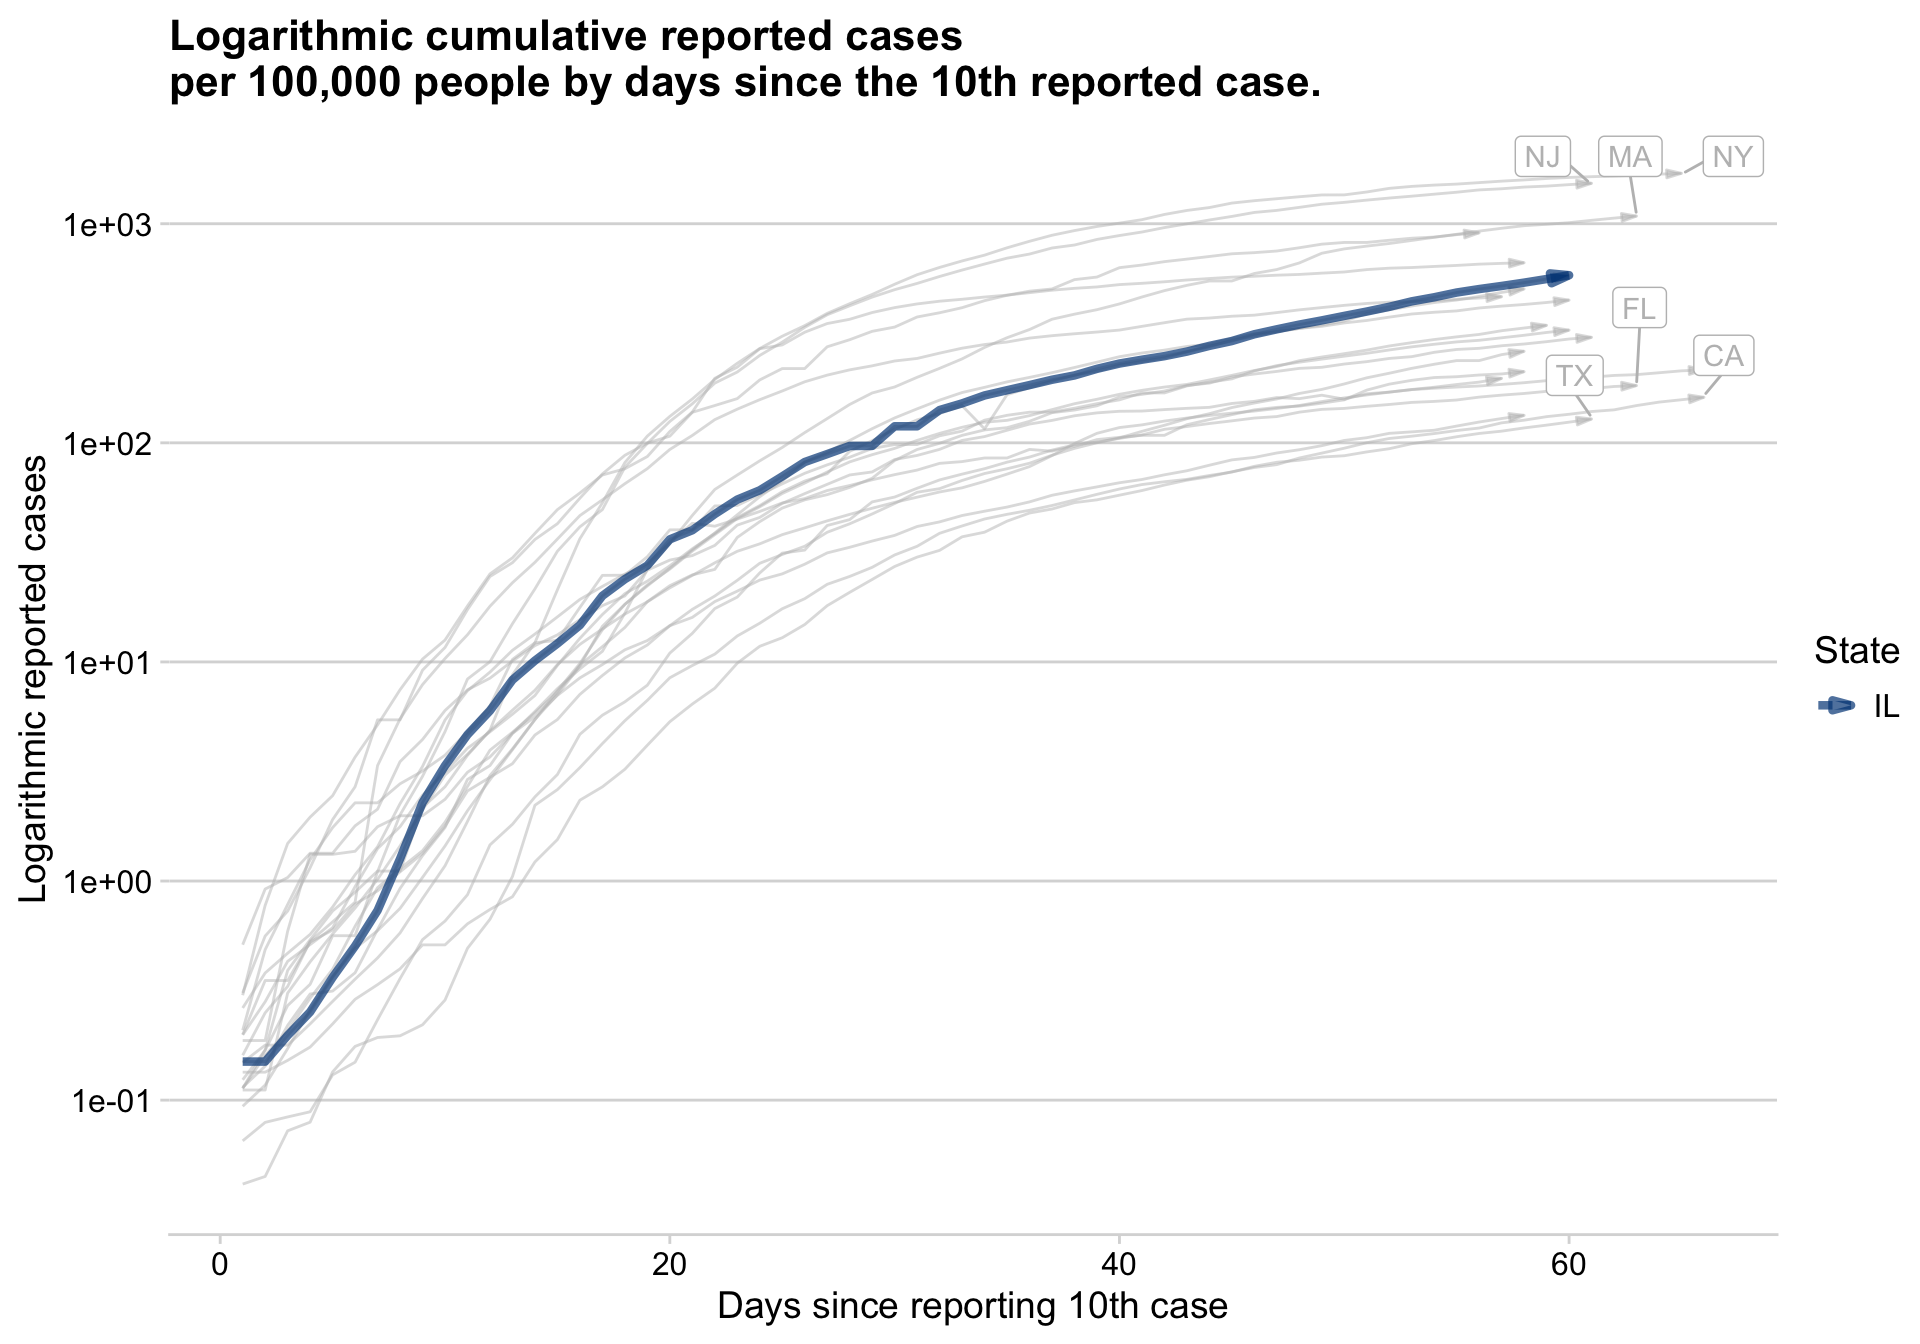 Logarithmic cumulative reported cases
per 100,000 people by days since the 10th reported case.
NJ
MA
NY
1e+03
FL
CA
TX
1e+02
Logarithmic reported cases
1e+01
State
IL
1e+00
1e-01
0
20
40
60
Days since reporting 10th case